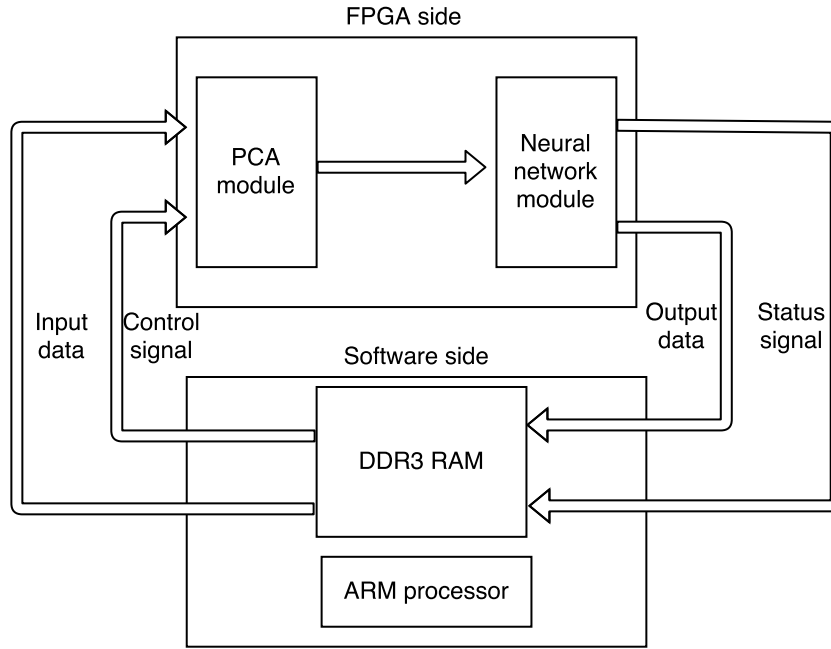 FPGA side
PCA
module
Neural
network
module
Input
data
Control
signal
Output
data
Status
signal
Software side
DDR3 RAM
ARM processor